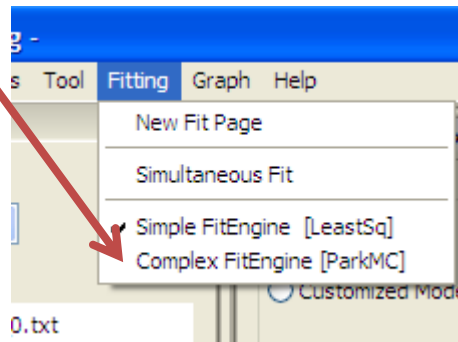 g -
s Tool Fitting Graph Help
New Fit Page
Simultaneous Fit
Simple FitEngine [LeastSq]
Complex FitEngine [ParkMC]
Customized Mode
0.txt